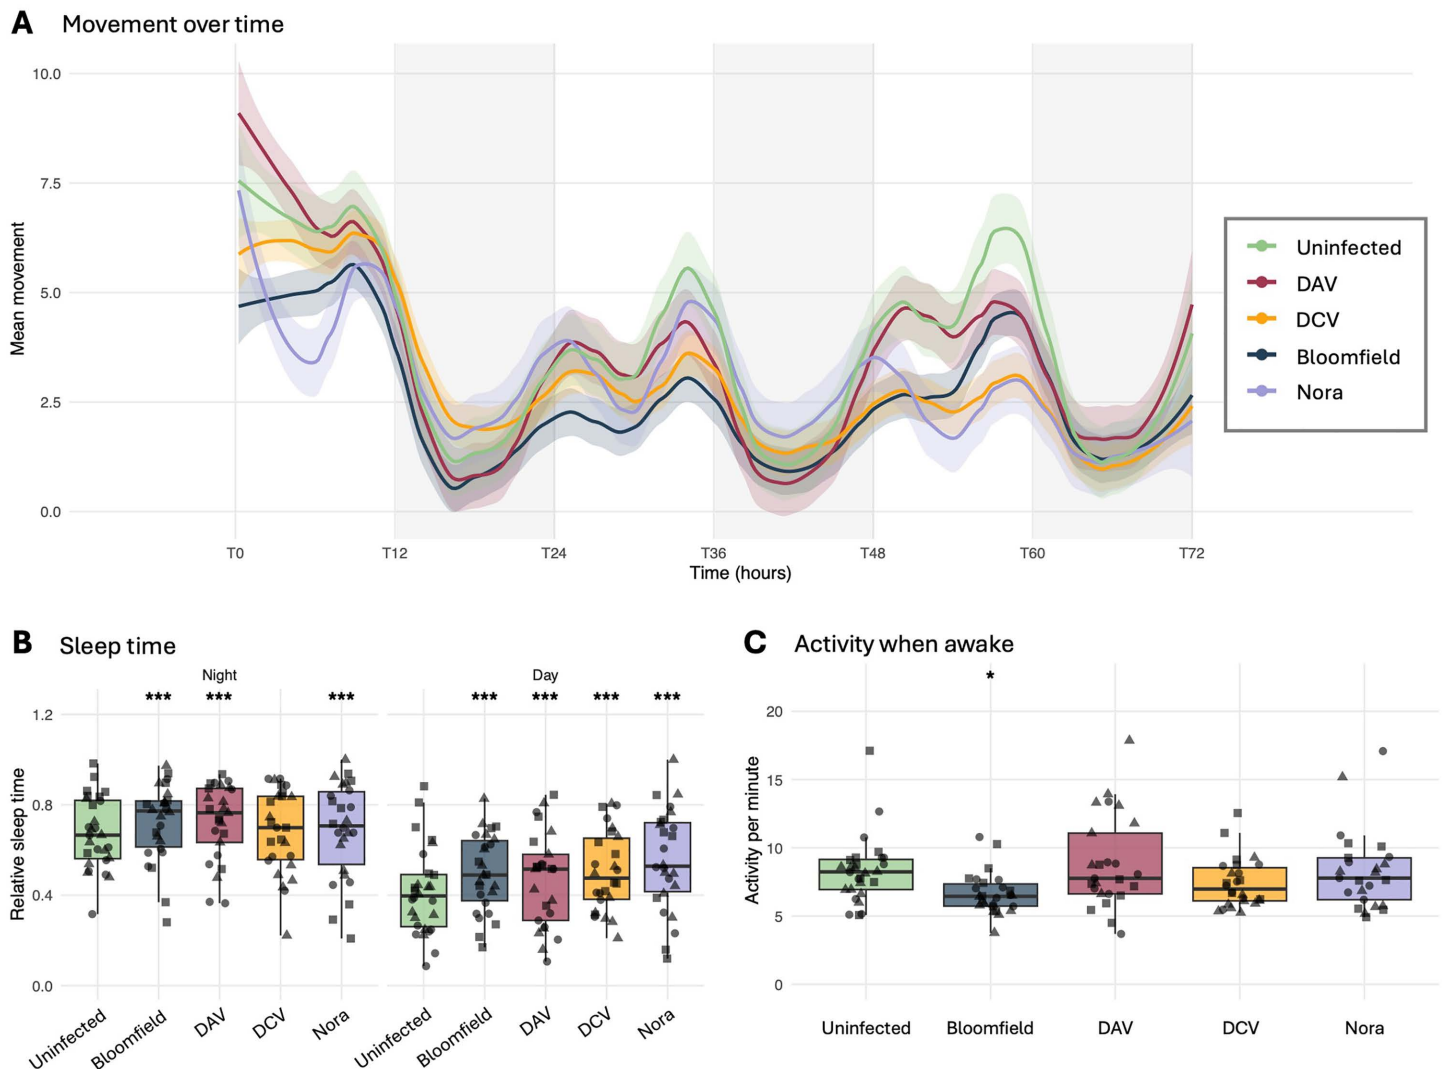 A Movement over time
10.0
7.5
5.0
2.5
0.0
Mean movement
T0 T12 T24 T36 T48 T60 T72
Time (hours)
Uninfected
DAV
DCV
Bloomfield
Nora
B Sleep time
Night Day
*** *** *** *** *** *** ***
1.2
0.8
0.4
0.0
Relative sleep time
Uninfected Bloomfield DAV DCV Nora Uninfected Bloomfield DAV DCV Nora
C Activity when awake
*
20
15
10
5
0
Activity per minute
Uninfected Bloomfield DAV DCV Nora